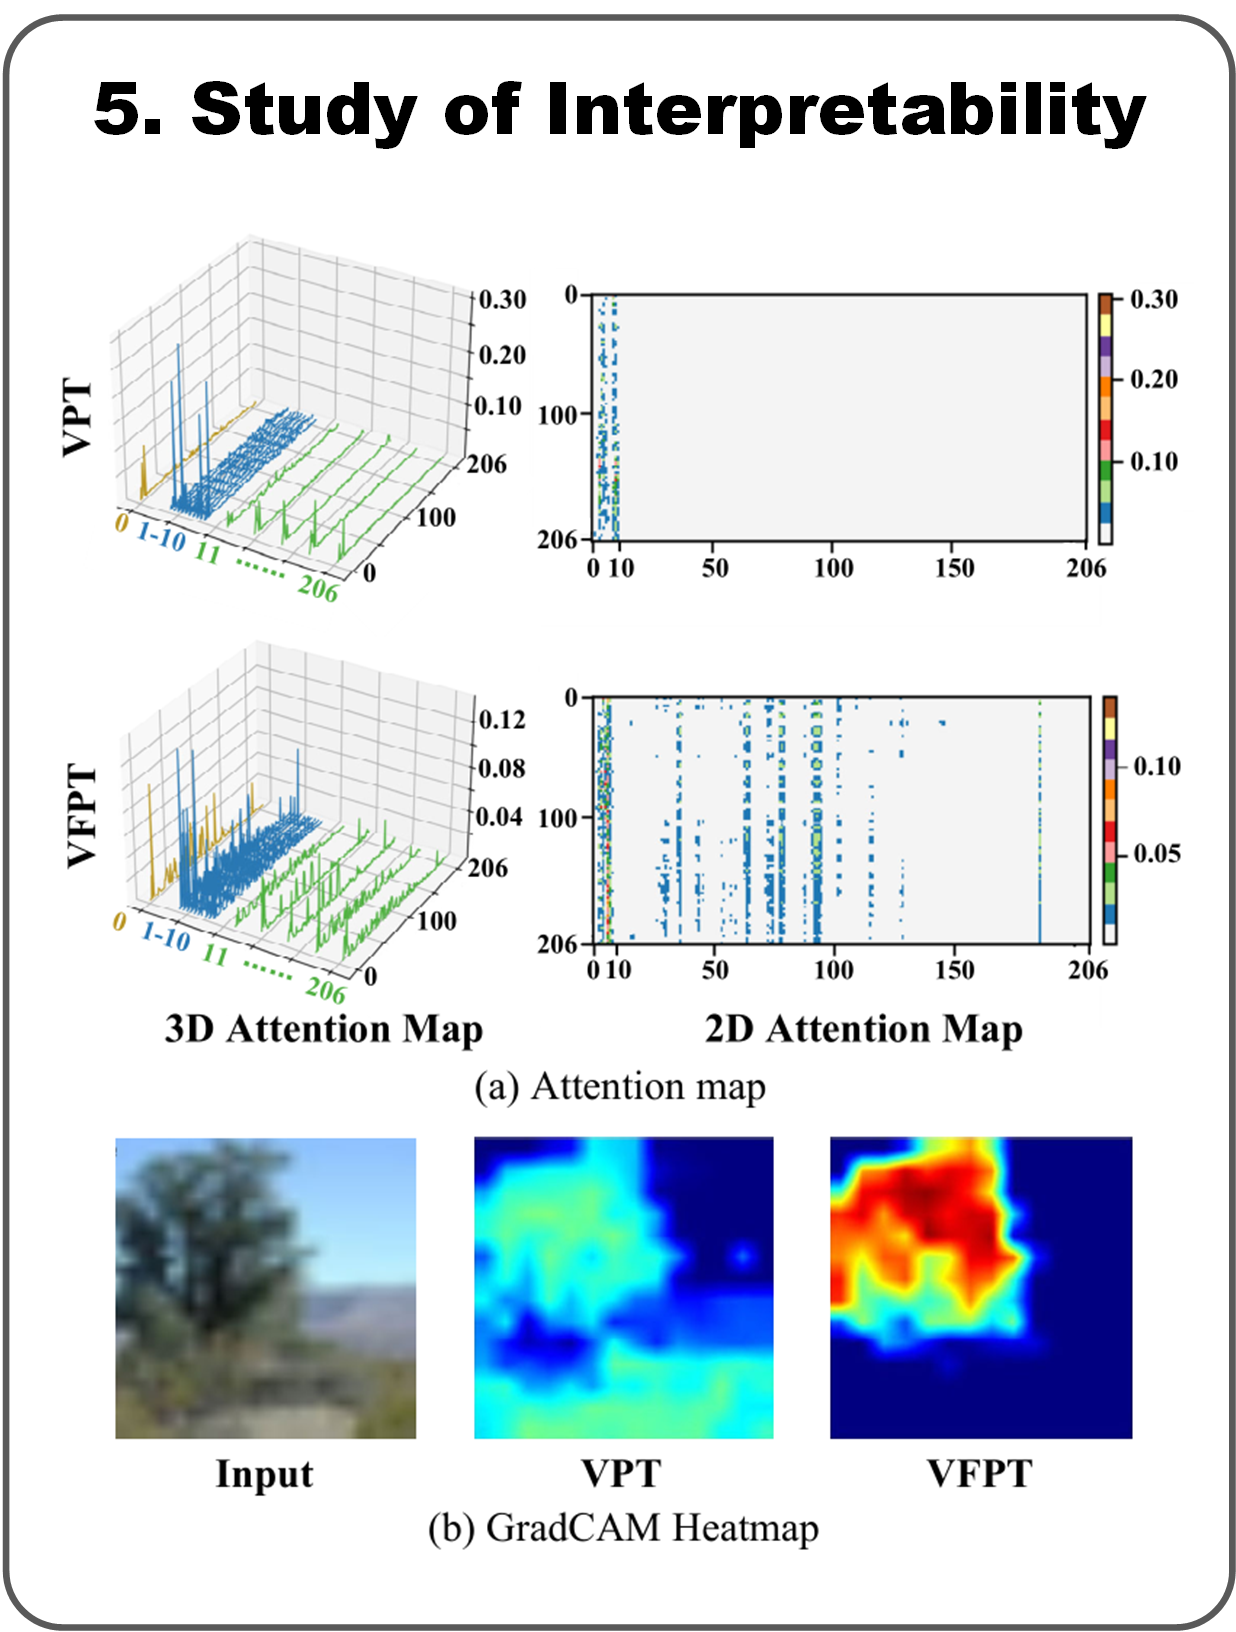 5. Study of Interpretability
VPT
0.30
0.20
0.10
206
100
0
0 1-10 11 ...... 206
0
100
206
0 10 50 100 150 206
0.30
0.20
0.10
VFPT
0.12
0.08
0.04
206
100
0
0 1-10 11 ...... 206
0
100
206
0 10 50 100 150 206
0.10
0.05
3D Attention Map
2D Attention Map
(a) Attention map
Input
VPT
VFPT
(b) GradCAM Heatmap